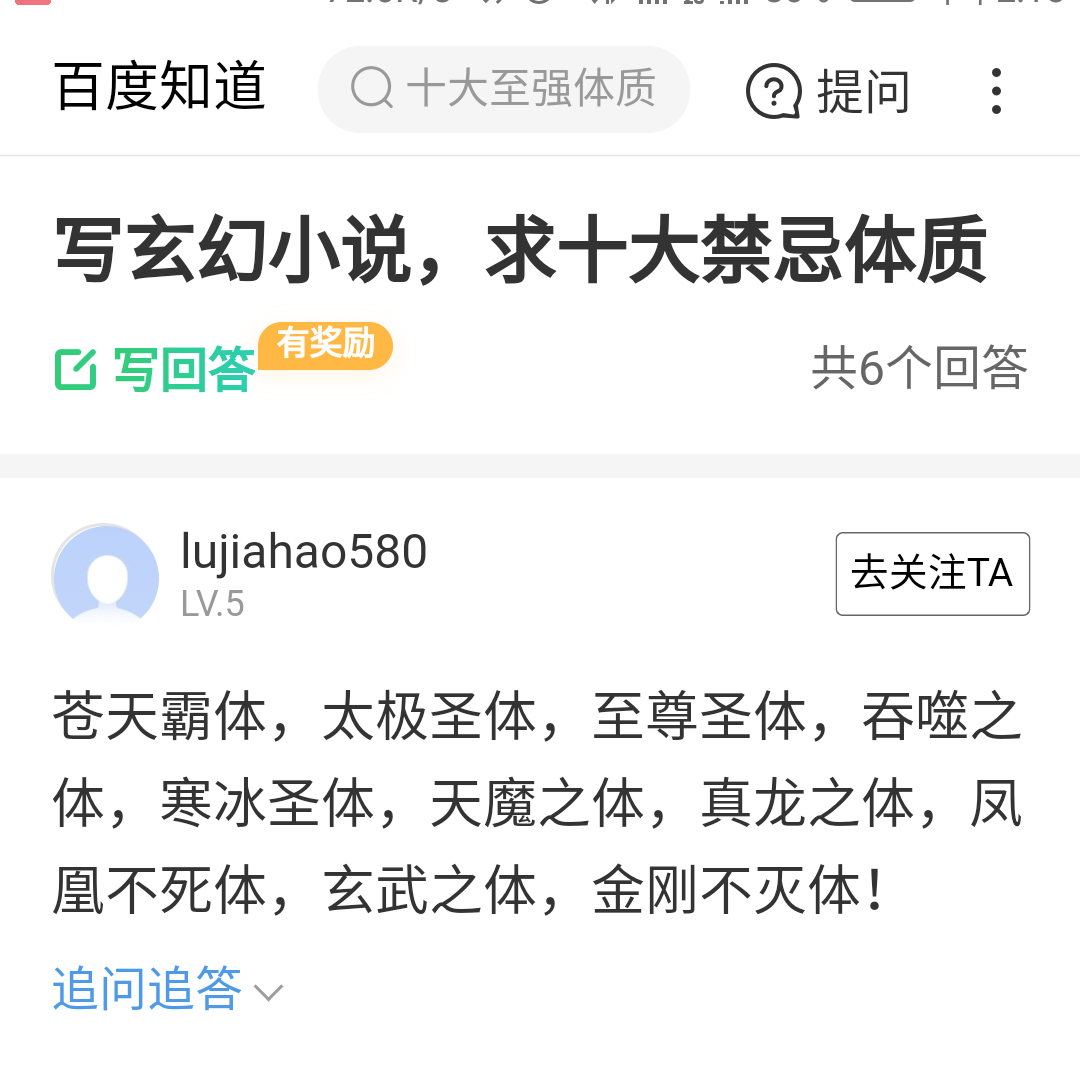 百度知道
十大至强体质
提问
写玄幻小说，求十大禁忌体质
写回答
有奖励
共6个回答
lujiahao580
LV.5
去关注TA
苍天霸体，太极圣体，至尊圣体，吞噬之
体，寒冰圣体，天魔之体，真龙之体，凤
凰不死体，玄武之体，金刚不灭体！
追问追答